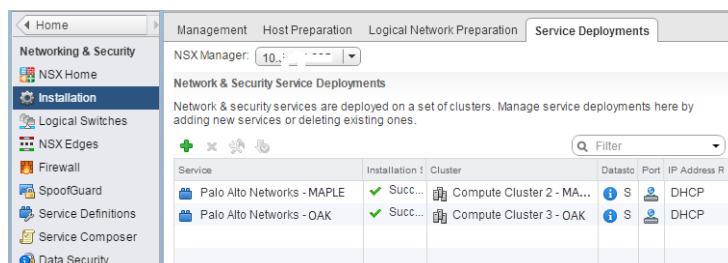 Home
Networking & Security
NSX Home
Installation
Logical Switches
NSX Edges
Firewall
SpoofGuard
Service Definitions
Service Composer
Data Security
Management Host Preparation Logical Network Preparation Service Deployments
NSX Manager: 10..
Network & Security Service Deployments
Network & security services are deployed on a set of clusters. Manage service deployments here by
adding new services or deleting existing ones.
Filter
Service Installation S Cluster Datasto Port IP Address R
Palo Alto Networks - MAPLE Succ... Compute Cluster 2 - MA... S DHCP
Palo Alto Networks - OAK Succ... Compute Cluster 3 - OAK S DHCP